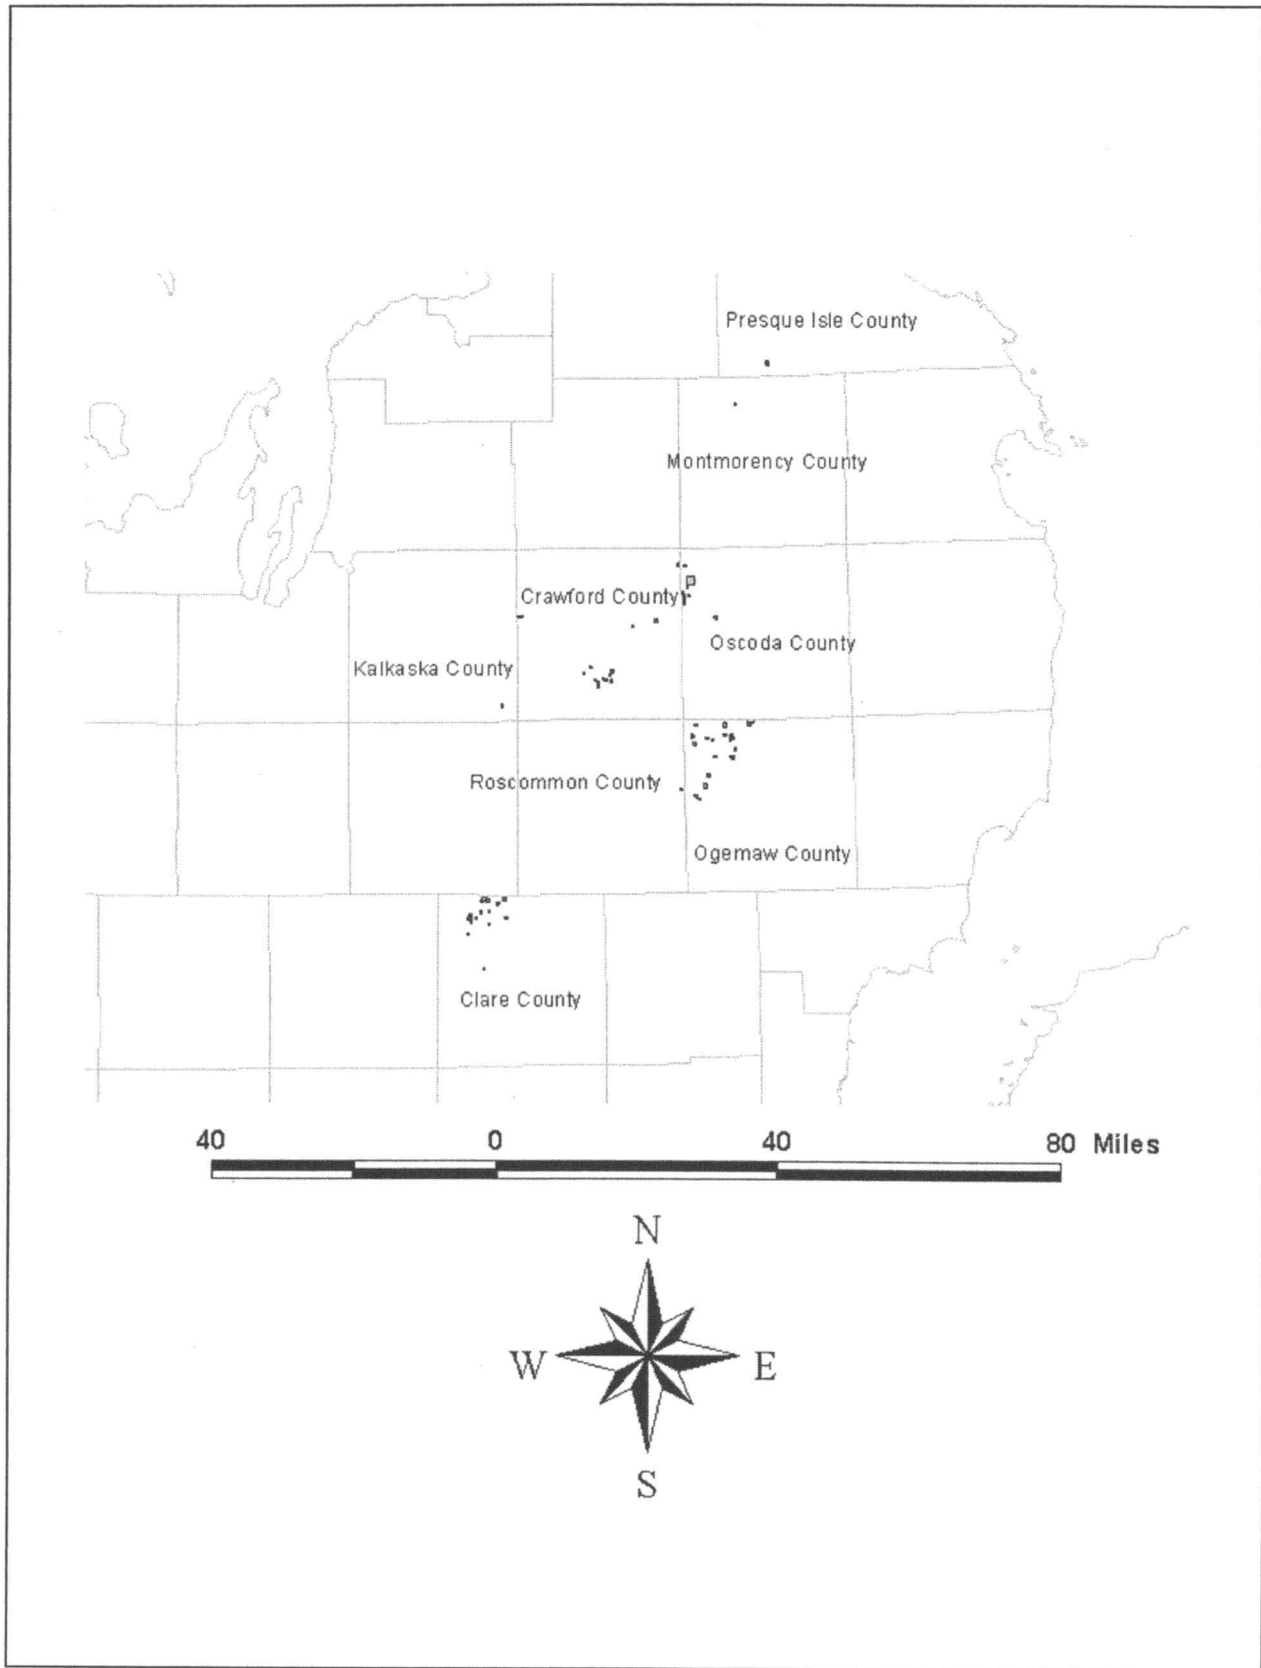 Presque Isle County
Montmorency County
Crawford County
Oscoda County
Kalkaska County
Roscommon County
Ogemaw County
Clare County
40 0 40 80 Miles
N
W E
S